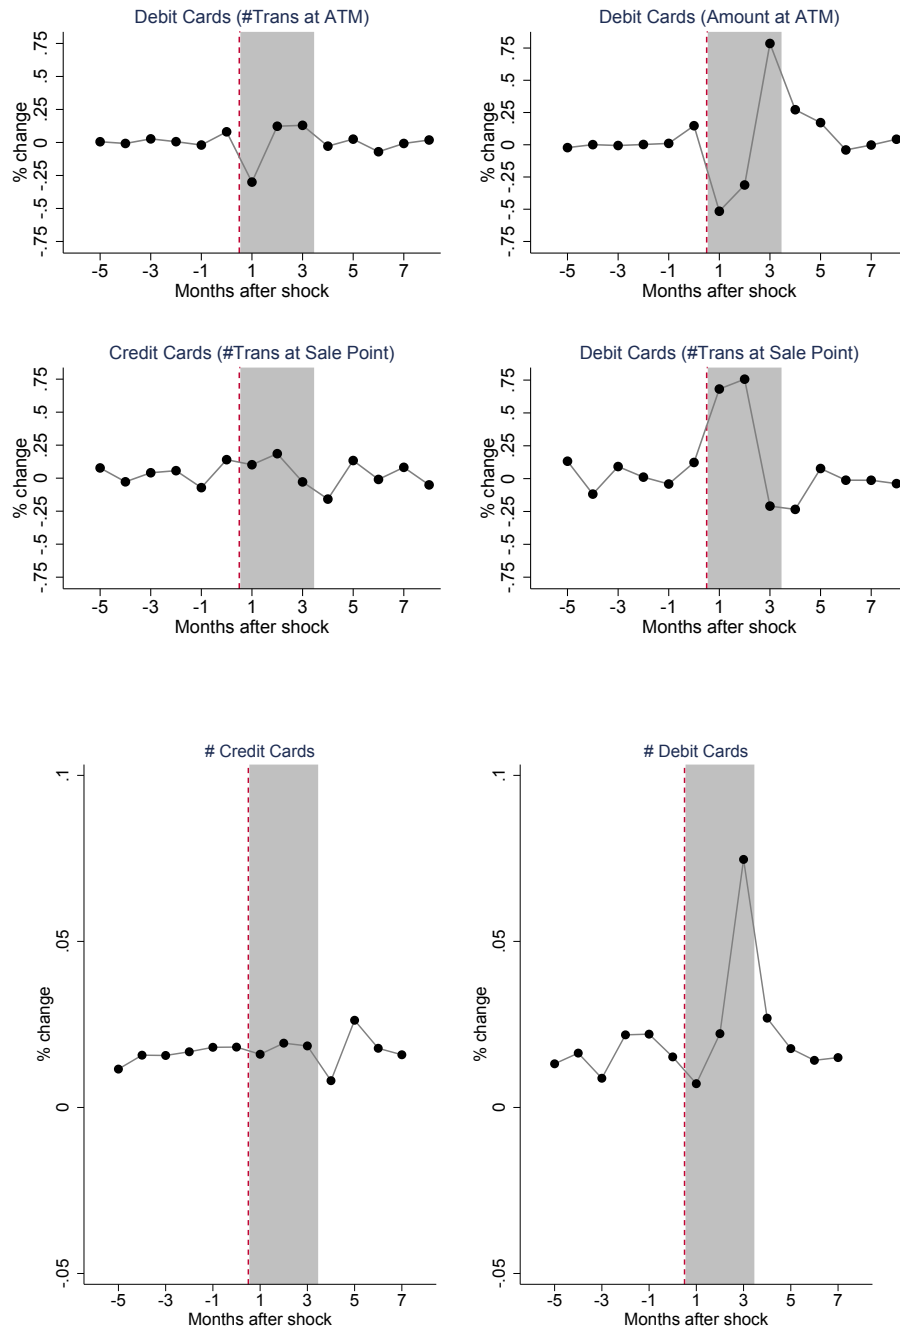 Debit Cards (#Trans at ATM)
% change
.75
.5
.25
0
-.25
-.5
-.75
-5 -3 -1 1 3 5 7
Months after shock
Debit Cards (Amount at ATM)
% change
.75
.5
.25
0
-.25
-.5
-.75
-5 -3 -1 1 3 5 7
Months after shock
Credit Cards (#Trans at Sale Point)
% change
.75
.5
.25
0
-.25
-.5
-.75
-5 -3 -1 1 3 5 7
Months after shock
Debit Cards (#Trans at Sale Point)
% change
.75
.5
.25
0
-.25
-.5
-.75
-5 -3 -1 1 3 5 7
Months after shock
# Credit Cards
% change
.1
.05
0
-.05
-5 -3 -1 1 3 5 7
Months after shock
# Debit Cards
% change
.1
.05
0
-.05
-5 -3 -1 1 3 5 7
Months after shock